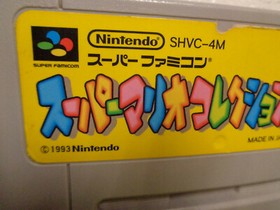 Nintendo SHVC-4M
SUPER FAMICOM
スーパーファミコン®
スーパーマリオコレクション
©1993 Nintendo
MADE IN